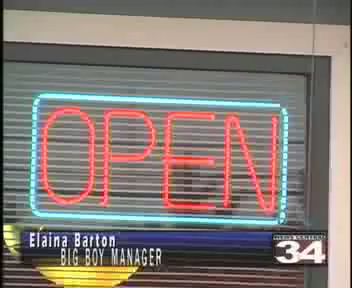 OPEN
Elaina Barton
BIG BOY MANAGER
NEWS CENTRAL
34